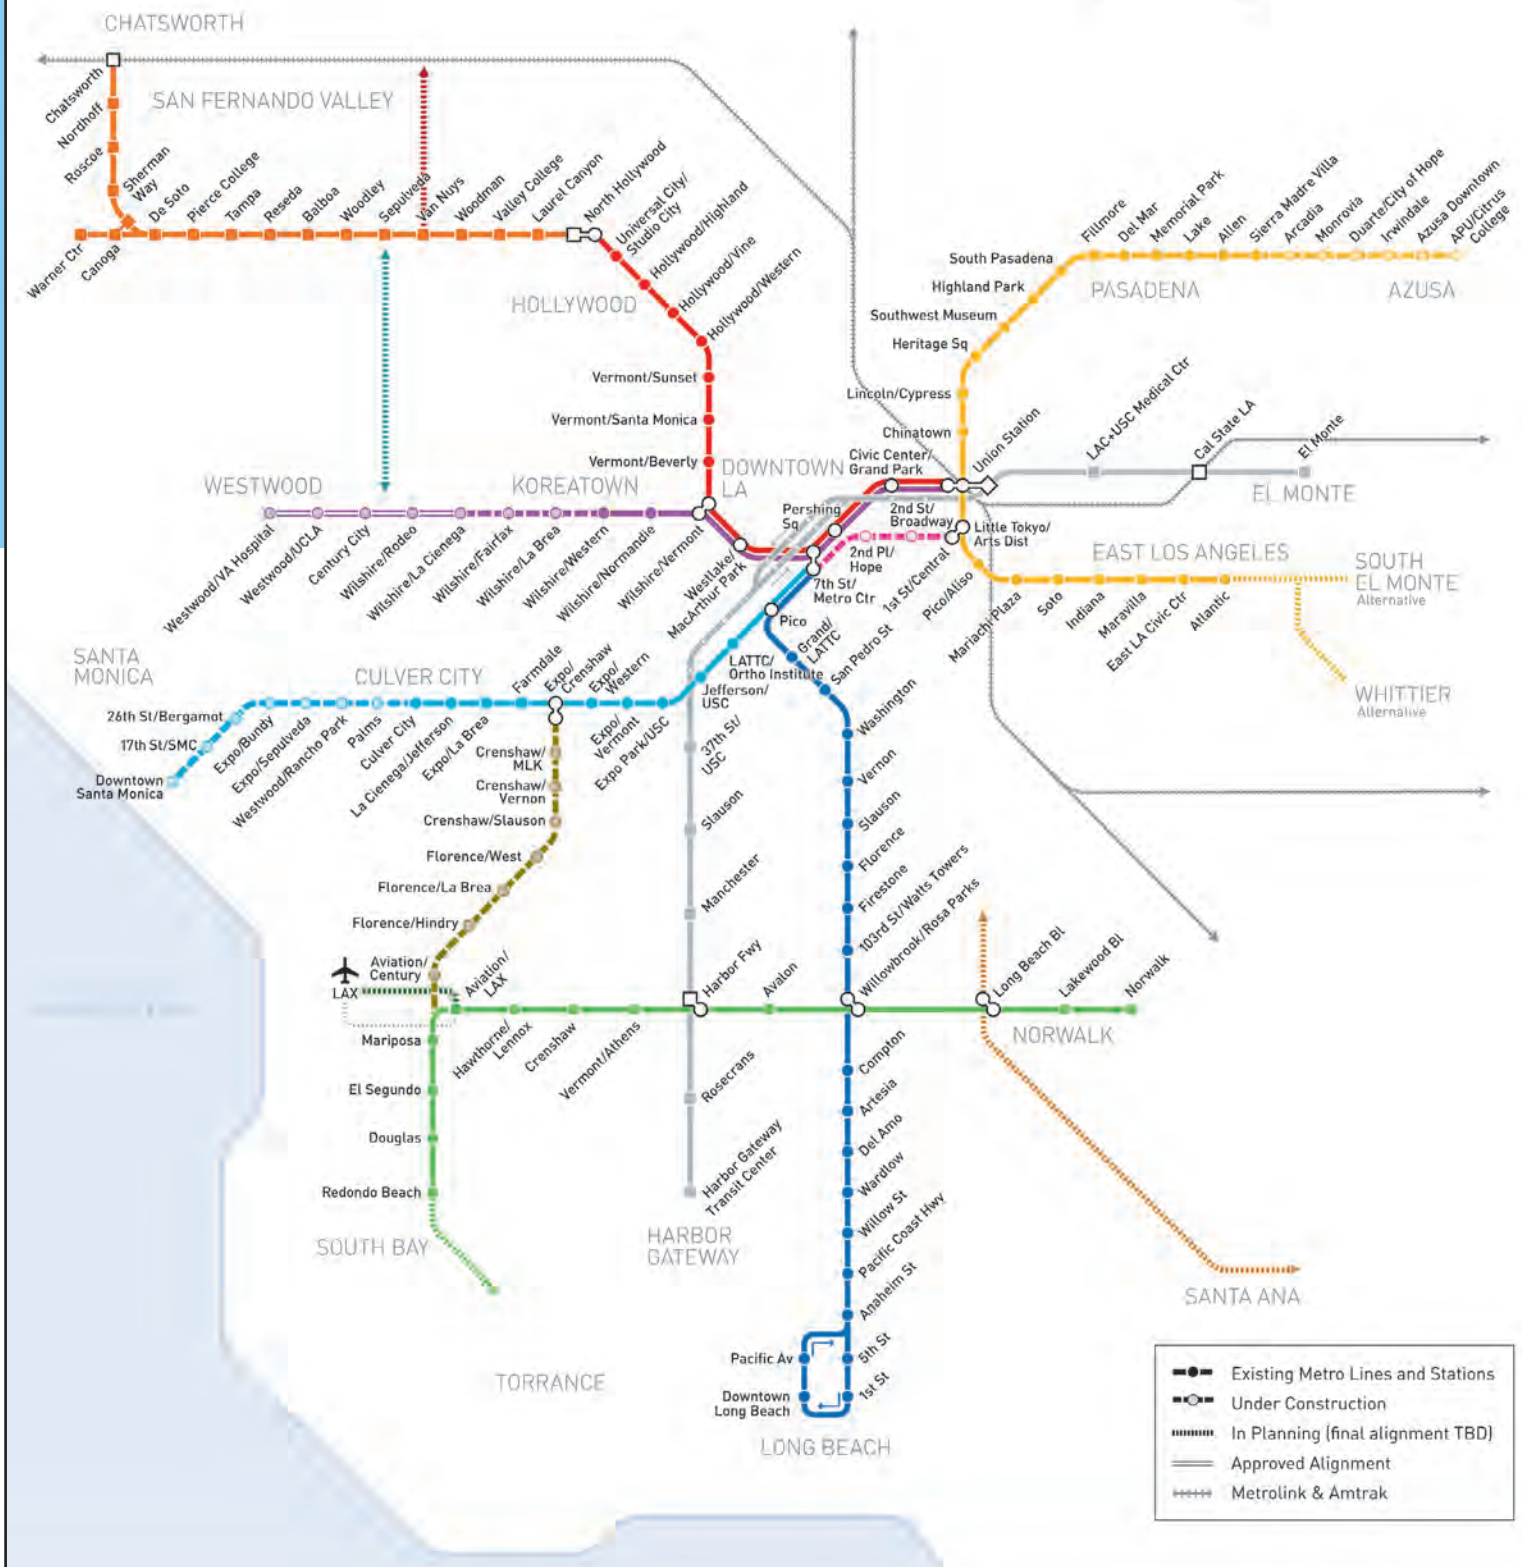 CHATSWORTH
Chatsworth
Nordhoff
Roscoe
Sherman
Way
SAN FERNANDO VALLEY
Warner Ctr
Canoga
De Soto
Pierce College
Tampa
Reseda
Balboa
Woodley
Sepulveda
Van Nuys
Woodman
Valley College
Laurel Canyon
North Hollywood
Universal City/
Studio City
Hollywood/Highland
Hollywood/Vine
Hollywood/Western
HOLLYWOOD
Vermont/Sunset
Vermont/Santa Monica
Vermont/Beverly
Fillmore
Del Mar
Memorial Park
Lake
Allen
Sierra Madre Villa
Arcadia
Monrovia
Duarte/City of Hope
Irwindale
Azusa Downtown
APU/Citrus
College
South Pasadena
Highland Park
Southwest Museum
Heritage Sq
Lincoln/Cypress
Chinatown
PASADENA
AZUSA
Union Station
LAC+USC Medical Ctr
Cal State LA
El Monte
EL MONTE
WESTWOOD
KOREATOWN
DOWNTOWN
LA
Civic Center/
Grand Park
Pershing
Sq
2nd St/
Broadway
2nd Pl/
Hope
Little Tokyo/
Arts Dist
1st St/Central
Pico/Aliso
Mariachi Plaza
Soto
Indiana
Maravilla
East LA Civic Ctr
Atlantic
EAST LOS ANGELES
SOUTH
EL MONTE
Alternative
WHITTIER
Alternative
Westwood/VA Hospital
Westwood/UCLA
Century City
Wilshire/Rodeo
Wilshire/La Cienega
Wilshire/Fairfax
Wilshire/La Brea
Wilshire/Western
Wilshire/Normandie
Wilshire/Vermont
Westlake/
MacArthur Park
7th St/
Metro Ctr
Pico
Grand/
LATTC
San Pedro St
LATTC/
Ortho Institute
Jefferson/
USC
SANTA
MONICA
CULVER CITY
Farmdale
Expo/
Crenshaw
Expo/
Western
26th St/Bergamot
17th St/SMC
Downtown
Santa Monica
Expo/Bundy
Expo/Sepulveda
Westwood/Rancho Park
Palms
Culver City
La Cienega/Jefferson
Expo/La Brea
Expo/
Vermont
Expo Park/USC
Washington
Vernon
Slauson
Florence
Firestone
103rd St/Watts Towers
Willowbrook/Rosa Parks
Crenshaw/
MLK
Crenshaw/
Vernon
Crenshaw/Slauson
Florence/West
Florence/La Brea
Florence/Hindry
Aviation/
Century
LAX
Aviation/
LAX
37th St/
USC
Slauson
Manchester
Harbor Fwy
Avalon
Long Beach Bl
Lakewood Bl
Norwalk
NORWALK
Mariposa
El Segundo
Douglas
Redondo Beach
Hawthorne/
Lennox
Crenshaw
Vermont/Athens
Rosecrans
Harbor Gateway
Transit Center
Compton
Artesia
Del Amo
Wardlow
Willow St
Pacific Coast Hwy
Anaheim St
5th St
1st St
Pacific Av
Downtown
Long Beach
SOUTH BAY
HARBOR
GATEWAY
SANTA ANA
TORRANCE
LONG BEACH
Existing Metro Lines and Stations
Under Construction
In Planning (final alignment TBD)
Approved Alignment
Metrolink & Amtrak